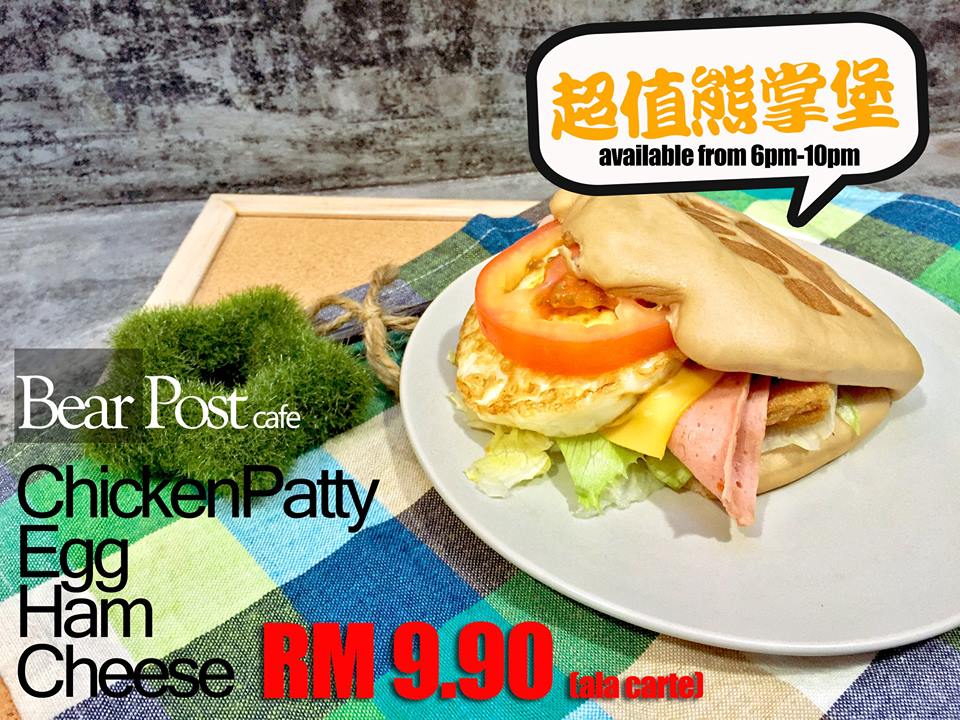 超值熊掌堡
available from 6pm-10pm
Bear Post cafe
ChickenPatty
Egg
Ham
Cheese
RM 9.90 (ala carte)